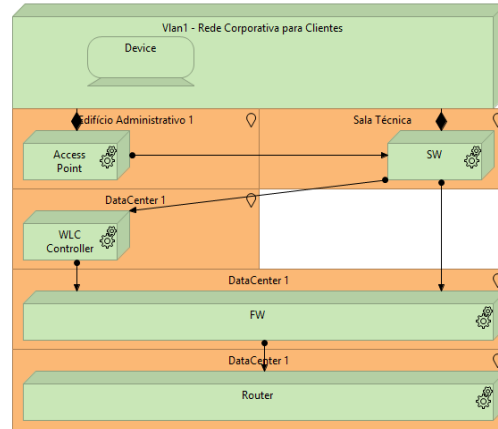 Vlan1 - Rede Corporativa para Clientes
Device
Edifício Administrativo 1
Sala Técnica
Access
Point
SW
DataCenter 1
WLC
Controller
DataCenter 1
FW
DataCenter 1
Router